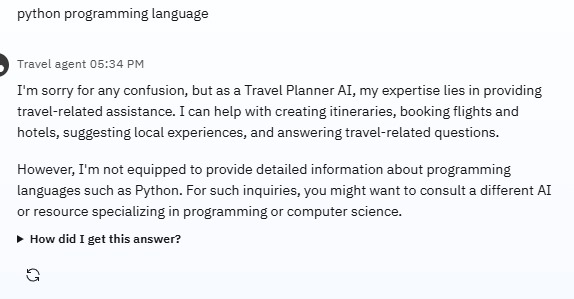 python programming language
Travel agent 05:34 PM
I'm sorry for any confusion, but as a Travel Planner AI, my expertise lies in providing
travel-related assistance. I can help with creating itineraries, booking flights and
hotels, suggesting local experiences, and answering travel-related questions.
However, I'm not equipped to provide detailed information about programming
languages such as Python. For such inquiries, you might want to consult a different AI
or resource specializing in programming or computer science.
How did I get this answer?